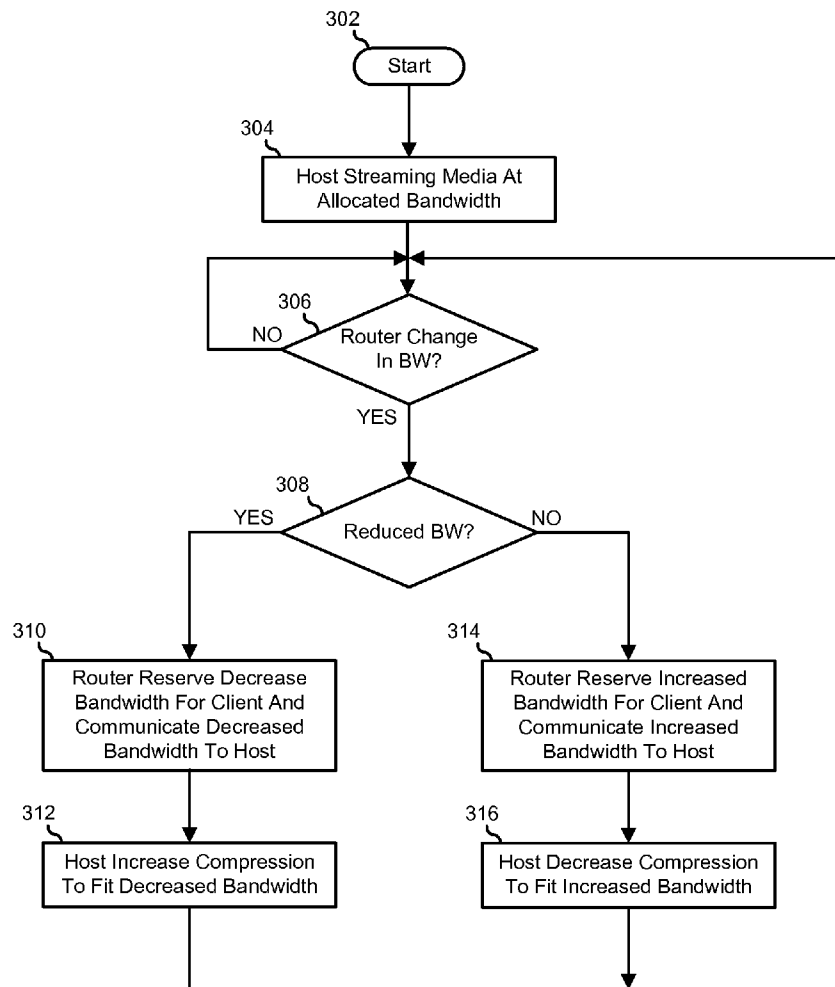 302
Start
304
Host Streaming Media At
Allocated Bandwidth
306
NO
Router Change
In BW?
YES
308
YES
Reduced BW?
NO
310
Router Reserve Decrease
Bandwidth For Client And
Communicate Decreased
Bandwidth To Host
314
Router Reserve Increased
Bandwidth For Client And
Communicate Increased
Bandwidth To Host
312
Host Increase Compression
To Fit Decreased Bandwidth
316
Host Decrease Compression
To Fit Increased Bandwidth